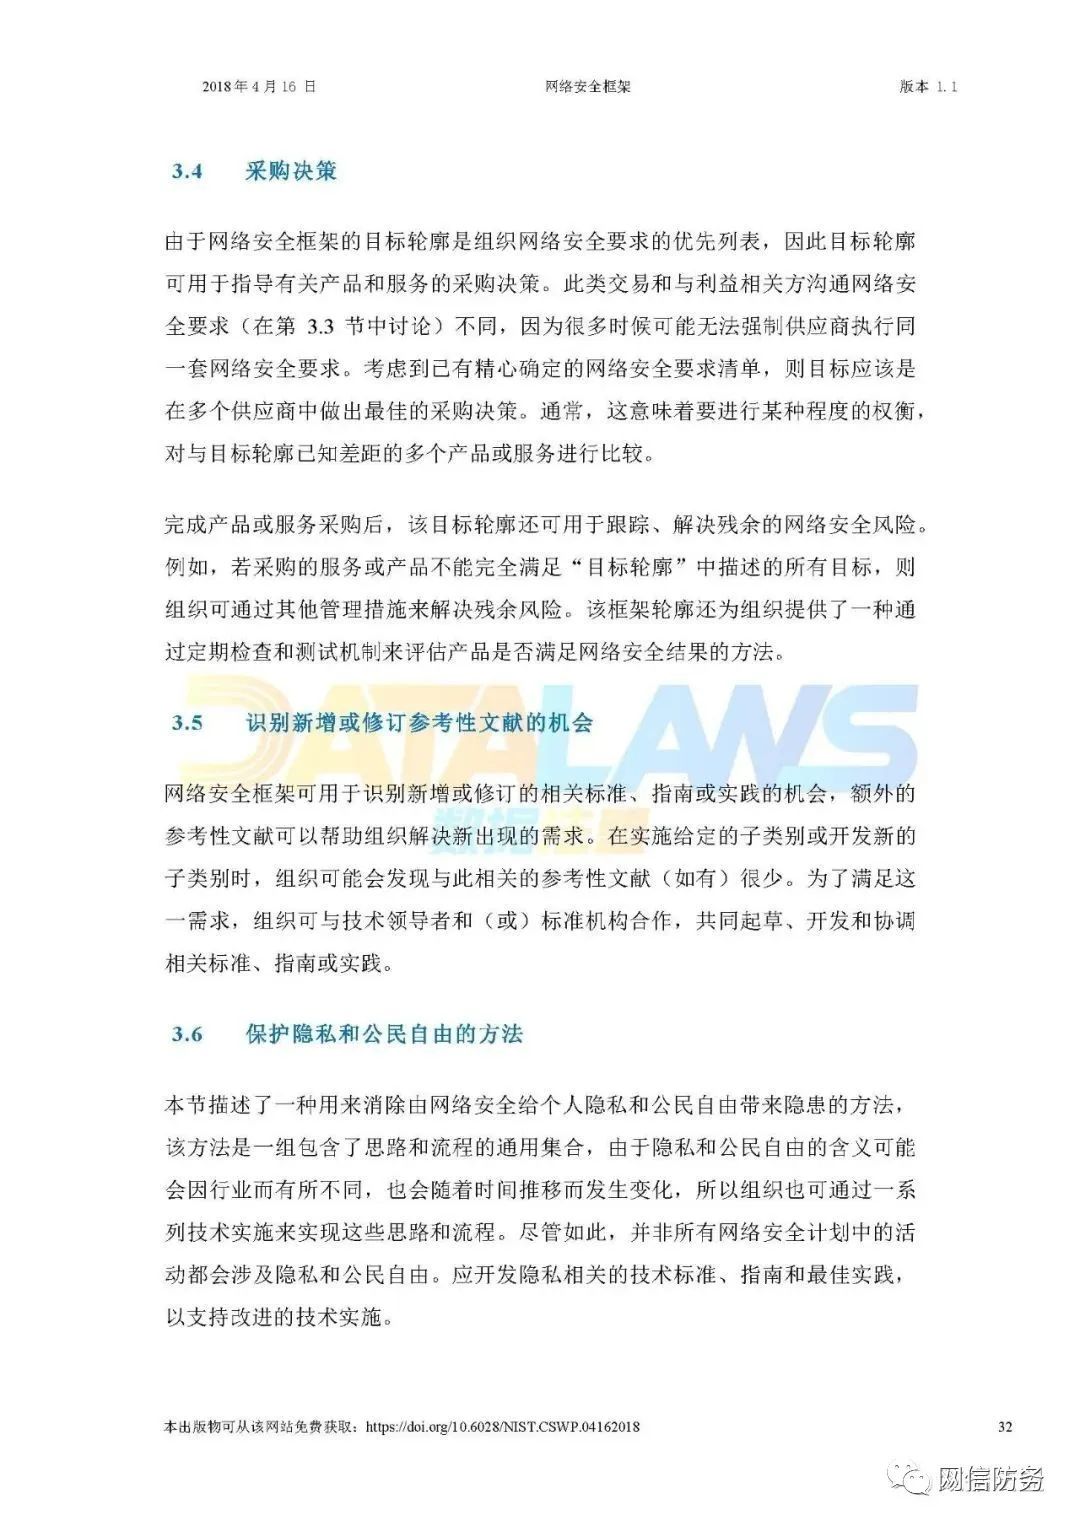 2018年4月16日 网络安全框架 版本 1.1
3.4 采购决策
由于网络安全框架的目标轮廓是组织网络安全要求的优先列表，因此目标轮廓
可用于指导有关产品和服务的采购决策。此类交易和与利益相关方沟通网络安
全要求（在第 3.3 节中讨论）不同，因为很多时候可能无法强制供应商执行同
一套网络安全要求。考虑到已有精心确定的网络安全要求清单，则目标应该是
在多个供应商中做出最佳的采购决策。通常，这意味着要进行某种程度的权衡，
对与目标轮廓已知差距的多个产品或服务进行比较。
完成产品或服务采购后，该目标轮廓还可用于跟踪、解决残余的网络安全风险。
例如，若采购的服务或产品不能完全满足“目标轮廓”中描述的所有目标，则
组织可通过其他管理措施来解决残余风险。该框架轮廓还为组织提供了一种通
过定期检查和测试机制来评估产品是否满足网络安全结果的方法。
DATALAWS
3.5 识别新增或修订参考性文献的机会
网络安全框架可用于识别新增或修订的相关标准、指南或实践的机会，额外的
参考性文献可以帮助组织解决新出现的需求。在实施给定的子类别或开发新的
子类别时，组织可能会发现与此相关的参考性文献（如有）很少。为了满足这
一需求，组织可与技术领导者和（或）标准机构合作，共同起草、开发和协调
相关标准、指南或实践。
3.6 保护隐私和公民自由的方法
本节描述了一种用来消除由网络安全给个人隐私和公民自由带来隐患的方法，
该方法是一组包含了思路和流程的通用集合，由于隐私和公民自由的含义可能
会因行业而有所不同，也会随着时间推移而发生变化，所以组织也可通过一系
列技术实施来实现这些思路和流程。尽管如此，并非所有网络安全计划中的活
动都会涉及隐私和公民自由。应开发隐私相关的技术标准、指南和最佳实践，
以支持改进的技术实施。
本出版物可从该网站免费获取：https://doi.org/10.6028/NIST.CSWP.04162018 32
网信防务